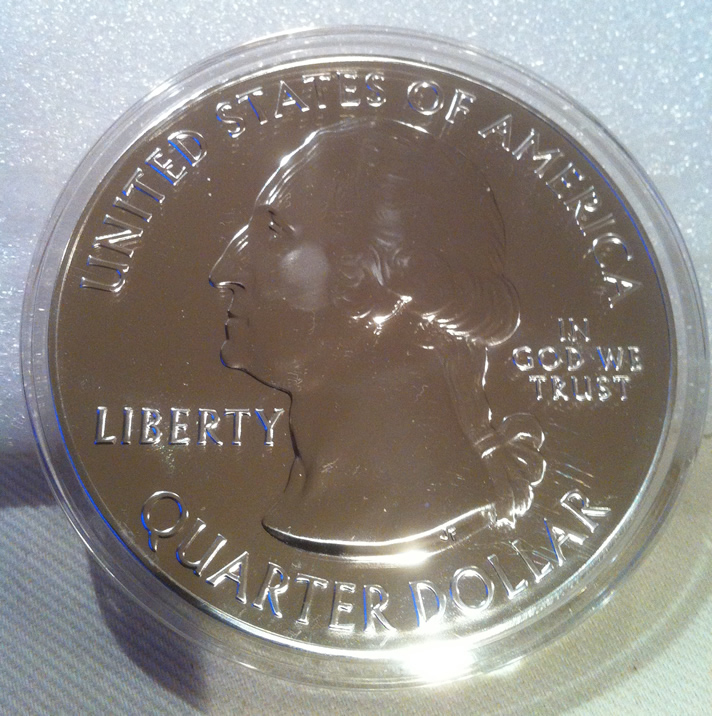 UNITED STATES OF AMERICA
IN
GOD WE
TRUST
LIBERTY
QUARTER DOLLAR